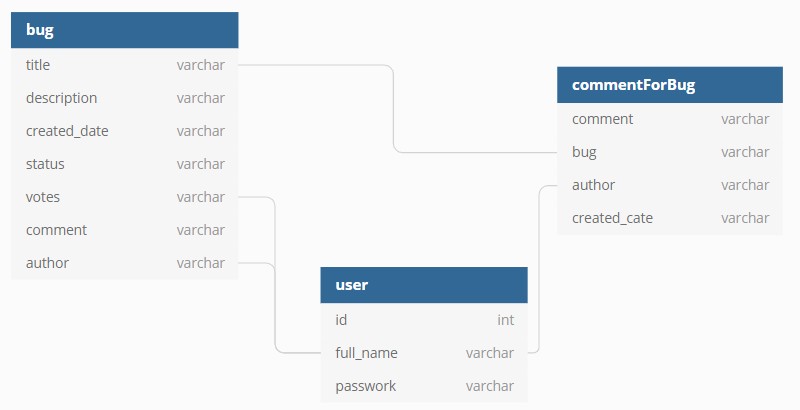 bug
title varchar
description varchar
created_date varchar
status varchar
votes varchar
comment varchar
author varchar
commentForBug
comment varchar
bug varchar
author varchar
created_cate varchar
user
id int
full_name varchar
passwork varchar